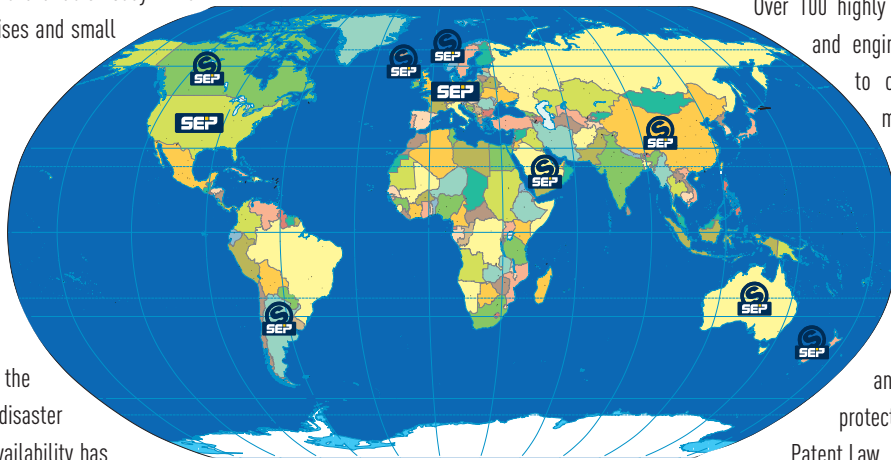 Over 100 highly
ises and small
and engin
to c
SEP
SEP
SEP
SEP
SEP
SEP
SEP
SEP
SEP
SEP
the
an
disaster
protect
vailability has
Patent Law